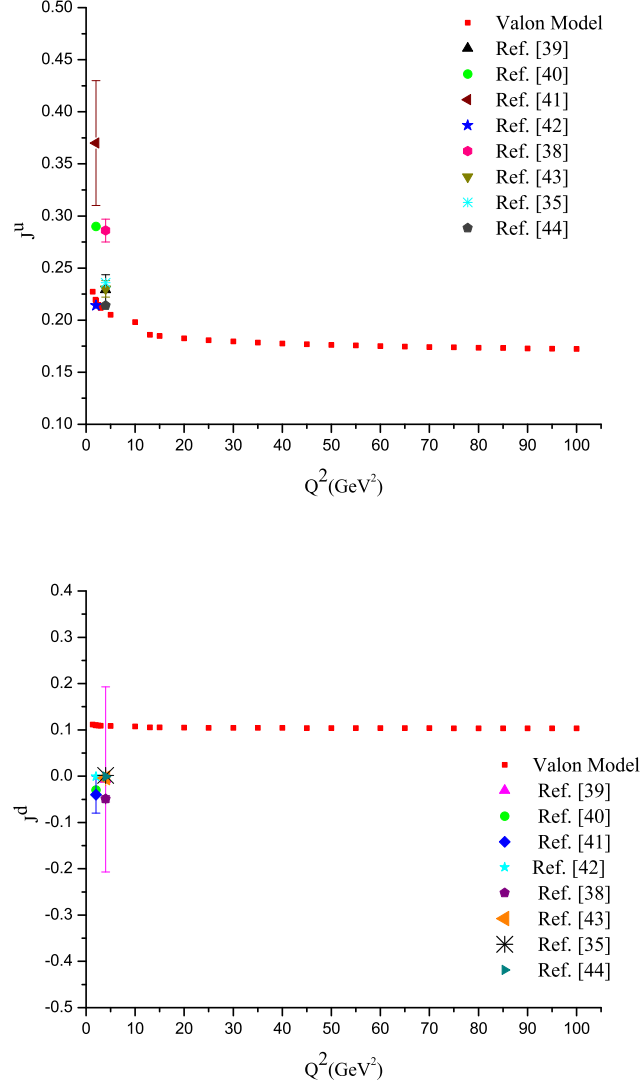 0.50
0.45
0.40
0.35
0.30
0.25
0.20
0.15
0.10
J^u
Valon Model
Ref. [39]
Ref. [40]
Ref. [41]
Ref. [42]
Ref. [38]
Ref. [43]
Ref. [35]
Ref. [44]
0 10 20 30 40 50 60 70 80 90 100
Q^2(GeV^2)
0.4
0.3
0.2
0.1
0.0
-0.1
-0.2
-0.3
-0.4
-0.5
J^d
Valon Model
Ref. [39]
Ref. [40]
Ref. [41]
Ref. [42]
Ref. [38]
Ref. [43]
Ref. [35]
Ref. [44]
0 10 20 30 40 50 60 70 80 90 100
Q^2(GeV^2)